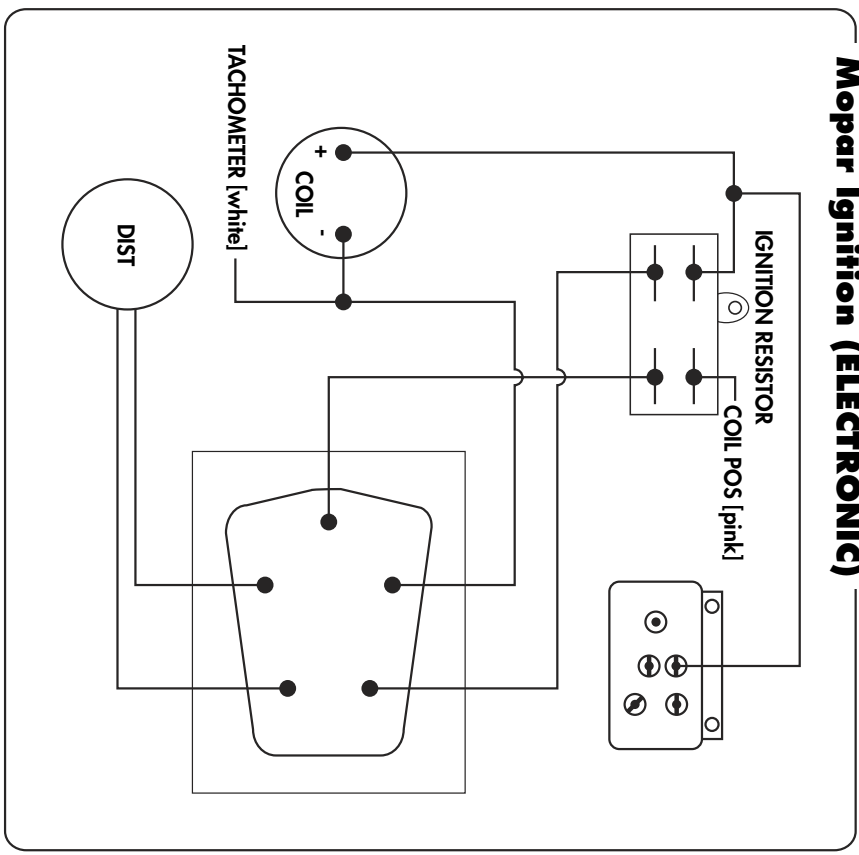 Mopar Ignition (ELECTRONIC)
IGNITION RESISTOR
COIL POS [pink]
+ COIL -
TACHOMETER [white]
DIST